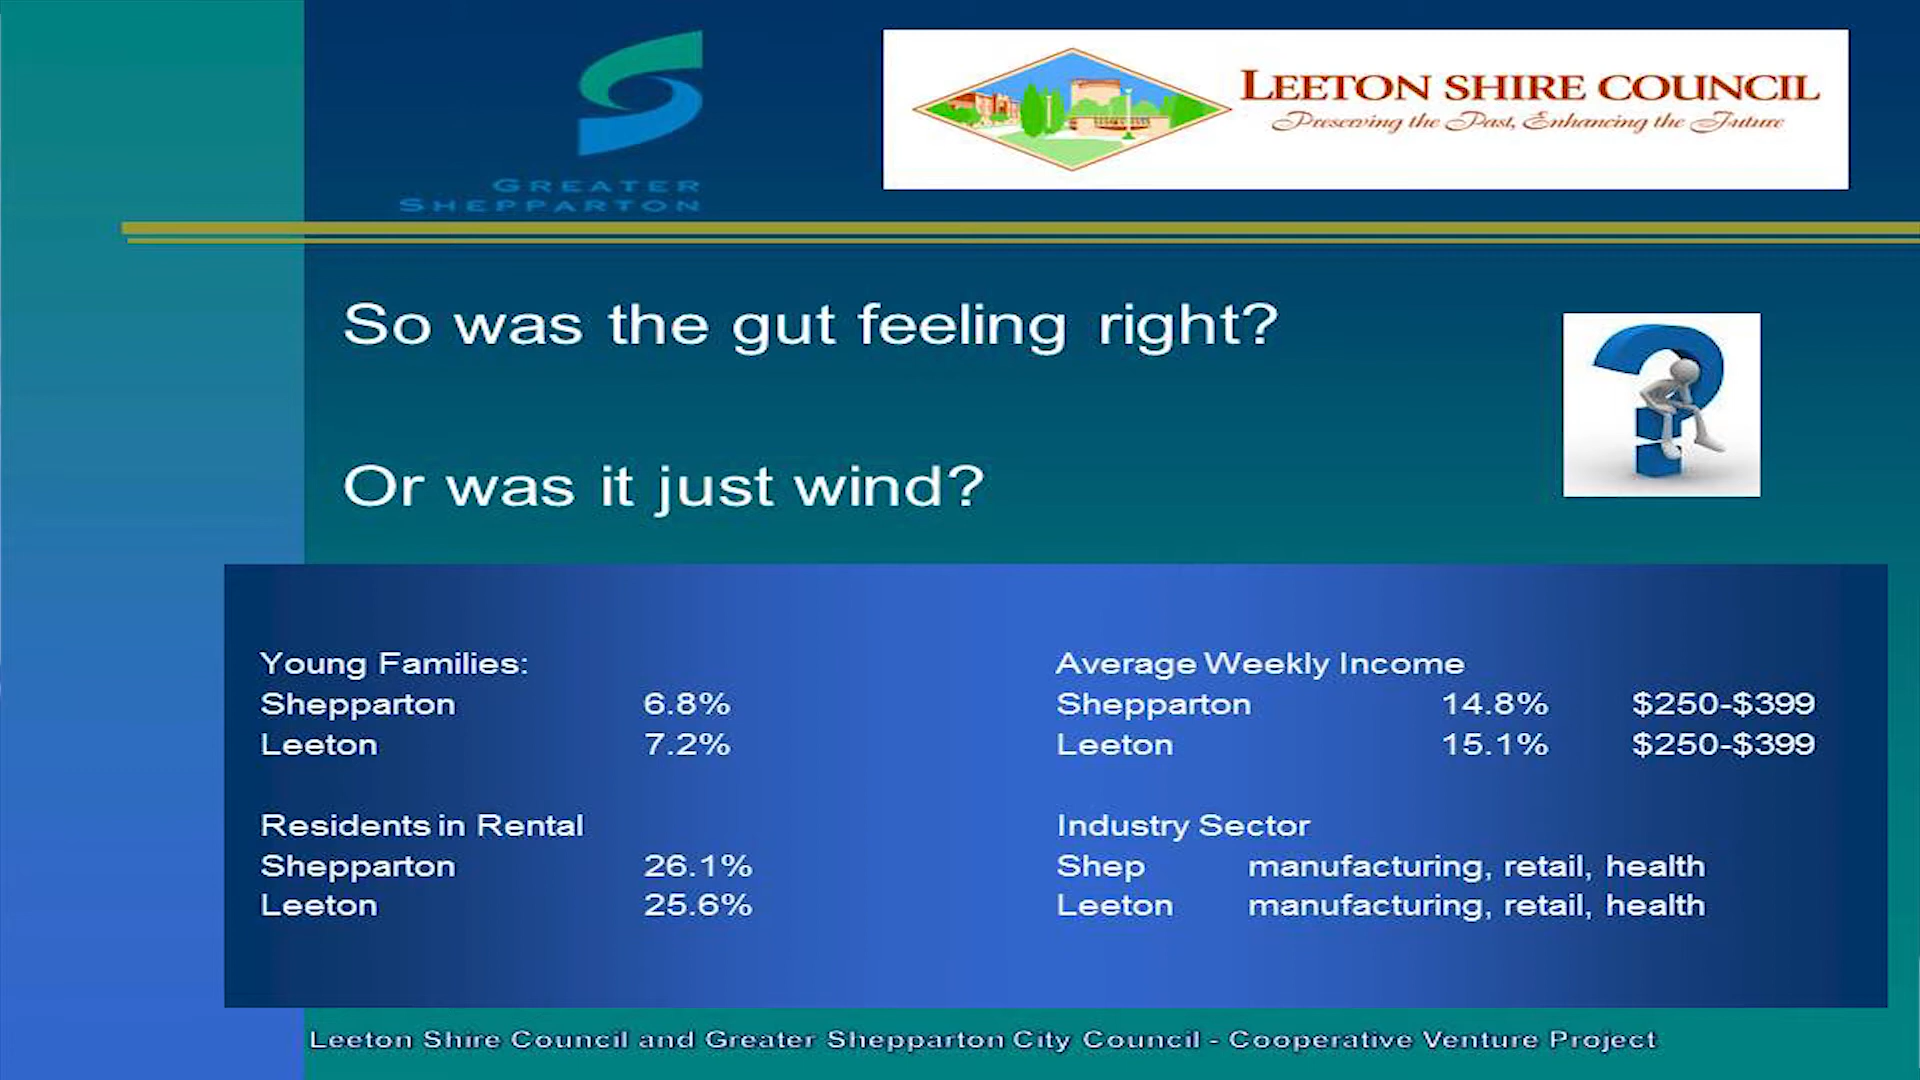 GREATER
SHEPPARTON
LEETON SHIRE COUNCIL
Preserving the Past, Enhancing the Future
So was the gut feeling right?
Or was it just wind?
Young Families:
Shepparton 6.8%
Leeton 7.2%
Residents in Rental
Shepparton 26.1%
Leeton 25.6%
Average Weekly Income
Shepparton 14.8% $250-$399
Leeton 15.1% $250-$399
Industry Sector
Shep manufacturing, retail, health
Leeton manufacturing, retail, health
Leeton Shire Council and Greater Shepparton City Council - Cooperative Venture Project